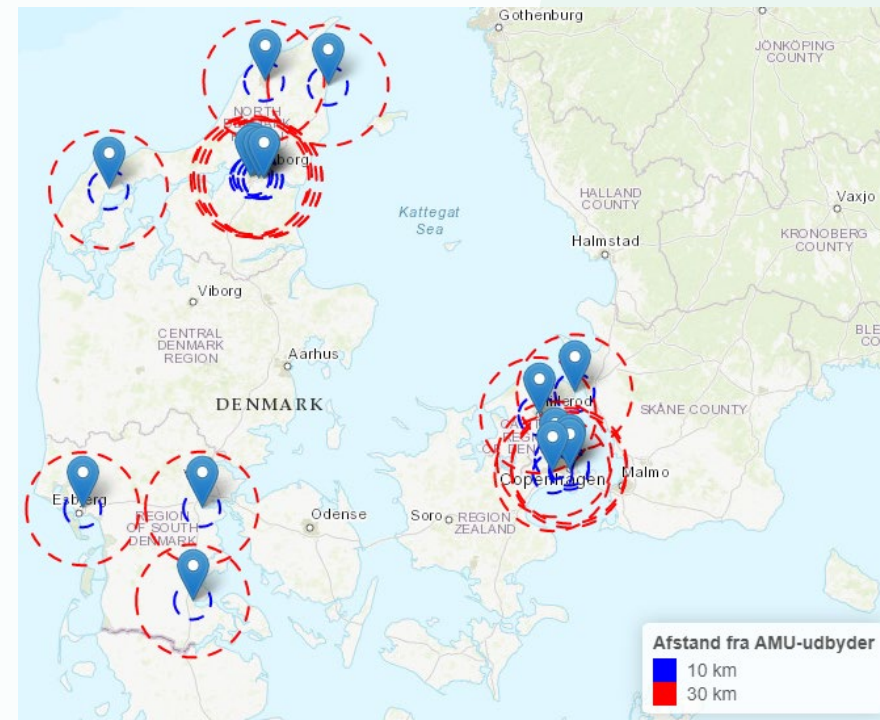 Gothenburg
JÖNKÖPING
COUNTY
NORTH
borg
HALLAND
COUNTY
Vaxjo
Kattegat
Sea
KRONOBERG
COUNTY
Halmstad
Viborg
CENTRAL
DENMARK
REGION
Aarhus
DENMARK
SKÅNE COUNTY
Malmo
Copenhagen
Esbjerg
Odense
Soro
REGION
ZEALAND
REGION
OF SOUTH
DENMARK
Afstand fra AMU-udbyder
10 km
30 km